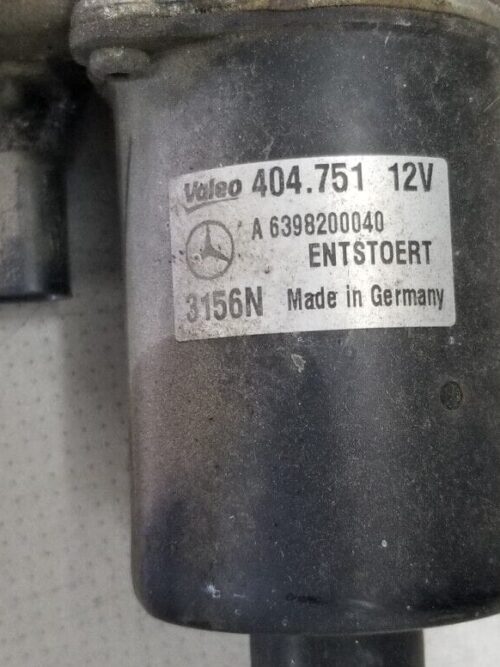 Valeo 404.751 12V
A 6398200040
ENTSTOERT
3156N Made in Germany